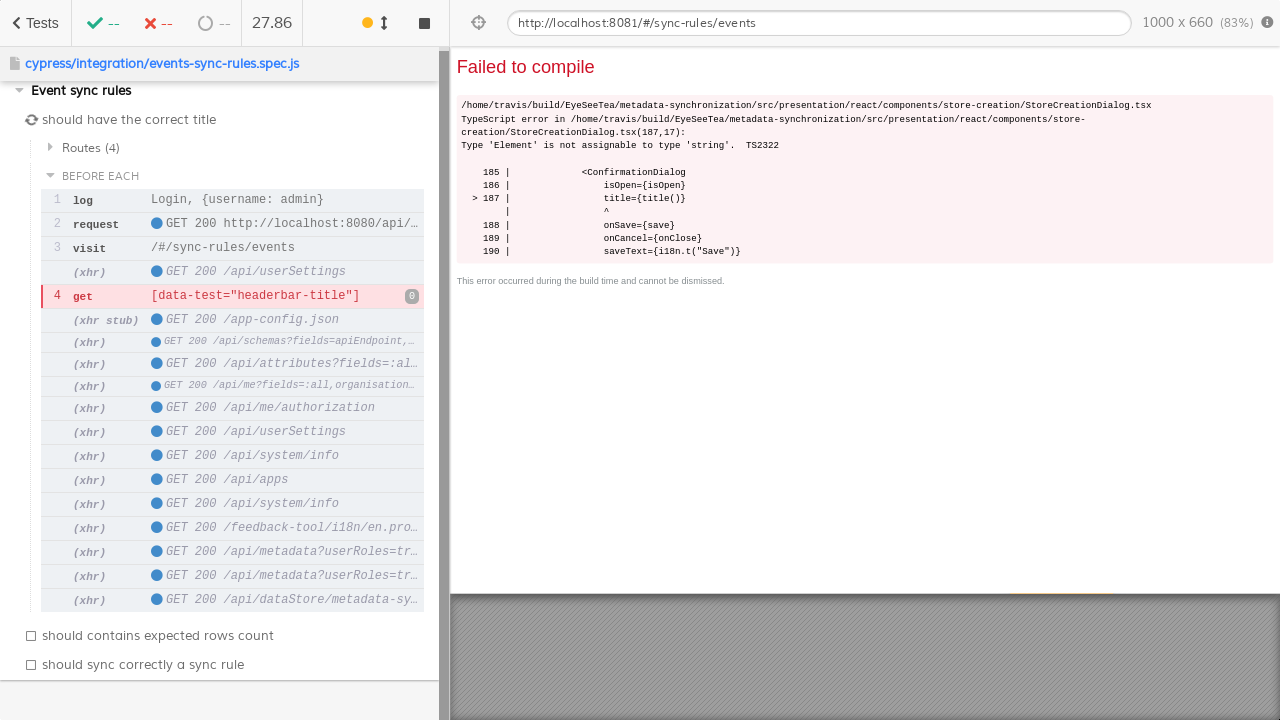 Tests
--
--
--
27.86
cypress/integration/events-sync-rules.spec.js
Event sync rules
should have the correct title
Routes (4)
BEFORE EACH
1 log Login, {username: admin}
2 request GET 200 http://localhost:8080/api/…
3 visit /#/sync-rules/events
(xhr) GET 200 /api/userSettings
4 get [data-test="headerbar-title"] 0
(xhr stub) GET 200 /app-config.json
(xhr) GET 200 /api/schemas?fields=apiEndpoint,…
(xhr) GET 200 /api/attributes?fields=:al…
(xhr) GET 200 /api/me?fields=:all,organisation…
(xhr) GET 200 /api/me/authorization
(xhr) GET 200 /api/userSettings
(xhr) GET 200 /api/system/info
(xhr) GET 200 /api/apps
(xhr) GET 200 /api/system/info
(xhr) GET 200 /feedback-tool/i18n/en.pro…
(xhr) GET 200 /api/metadata?userRoles=tr…
(xhr) GET 200 /api/metadata?userRoles=tr…
(xhr) GET 200 /api/dataStore/metadata-sy…
should contains expected rows count
should sync correctly a sync rule
http://localhost:8081/#/sync-rules/events
1000 x 660 (83%)
Failed to compile
/home/travis/build/EyeSeeTea/metadata-synchronization/src/presentation/react/components/store-creation/StoreCreationDialog.tsx
TypeScript error in /home/travis/build/EyeSeeTea/metadata-synchronization/src/presentation/react/components/store-
creation/StoreCreationDialog.tsx(187,17):
Type 'Element' is not assignable to type 'string'.  TS2322
185 | <ConfirmationDialog
186 | isOpen={isOpen}
> 187 | title={title()}
| ^
188 | onSave={save}
189 | onCancel={onClose}
190 | saveText={i18n.t("Save")}
This error occurred during the build time and cannot be dismissed.